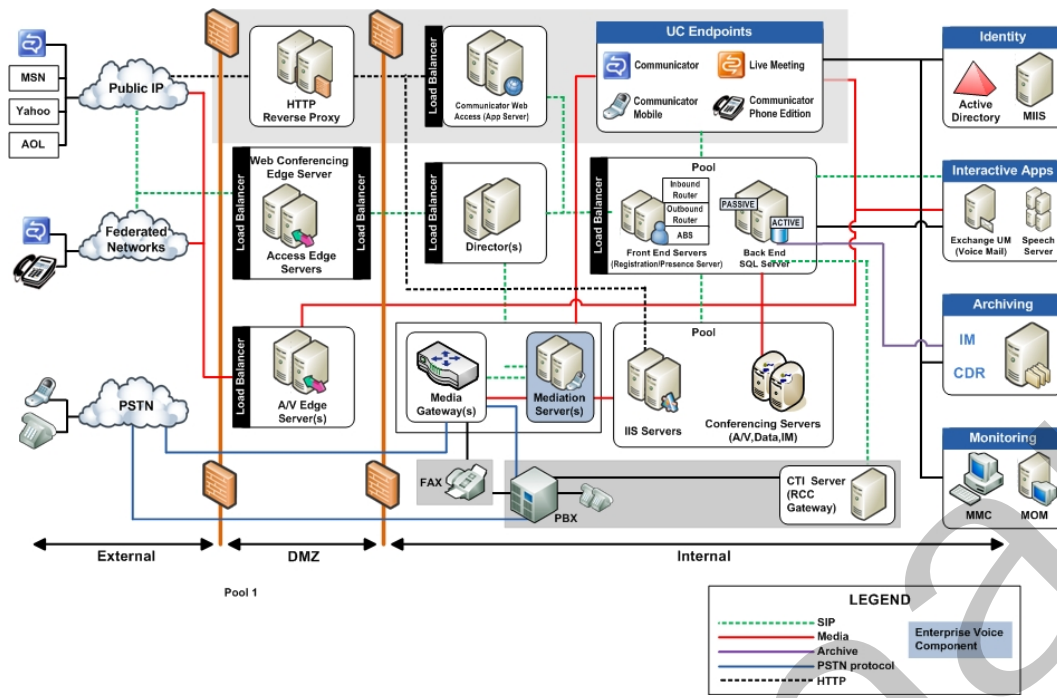 MSN
Yahoo
AOL
Public IP
Federated
Networks
PSTN
HTTP
Reverse Proxy
Load Balancer
Communicator Web
Access (App Server)
UC Endpoints
Communicator
Live Meeting
Communicator
Mobile
Communicator
Phone Edition
Identity
Active
Directory
MIIS
Load Balancer
Web Conferencing
Edge Server
Access Edge
Servers
Load Balancer
Load Balancer
Director(s)
Load Balancer
Pool
Inbound
Router
Outbound
Router
ABS
Front End Servers
(Registration/Presence Server)
PASSIVE
ACTIVE
Back End
SQL Server
Interactive Apps
Exchange UM
(Voice Mail)
Speech
Server
Load Balancer
A/V Edge
Server(s)
Media
Gateway(s)
Mediation
Server(s)
Pool
IIS Servers
Conferencing Servers
(A/V,Data,IM)
Archiving
IM
CDR
FAX
PBX
CTI Server
(RCC
Gateway)
Monitoring
MMC
MOM
External
DMZ
Internal
Pool 1
LEGEND
SIP
Media
Archive
PSTN protocol
HTTP
Enterprise Voice
Component